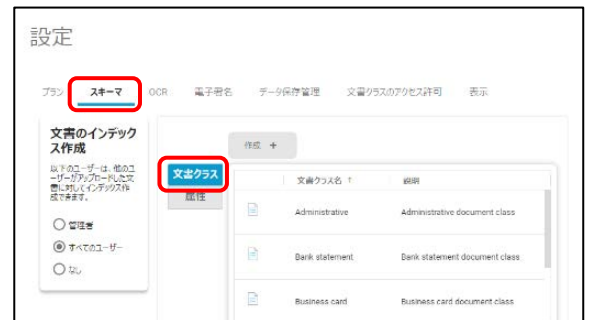 設定
プラン スキーマ OCR 電子署名 データ保存管理 文書クラスのアクセス許可 表示
文書のインデック
ス作成
以下のユーザーは、他のユ
ーザーがアップロードした文
書に対してインデックス作
成できます。
管理者
すべてのユーザー
なし
作成 +
文書クラス
属性
文書クラス名 ↑ 説明
Administrative Administrative document class
Bank statement Bank statement document class
Business card Business card document class